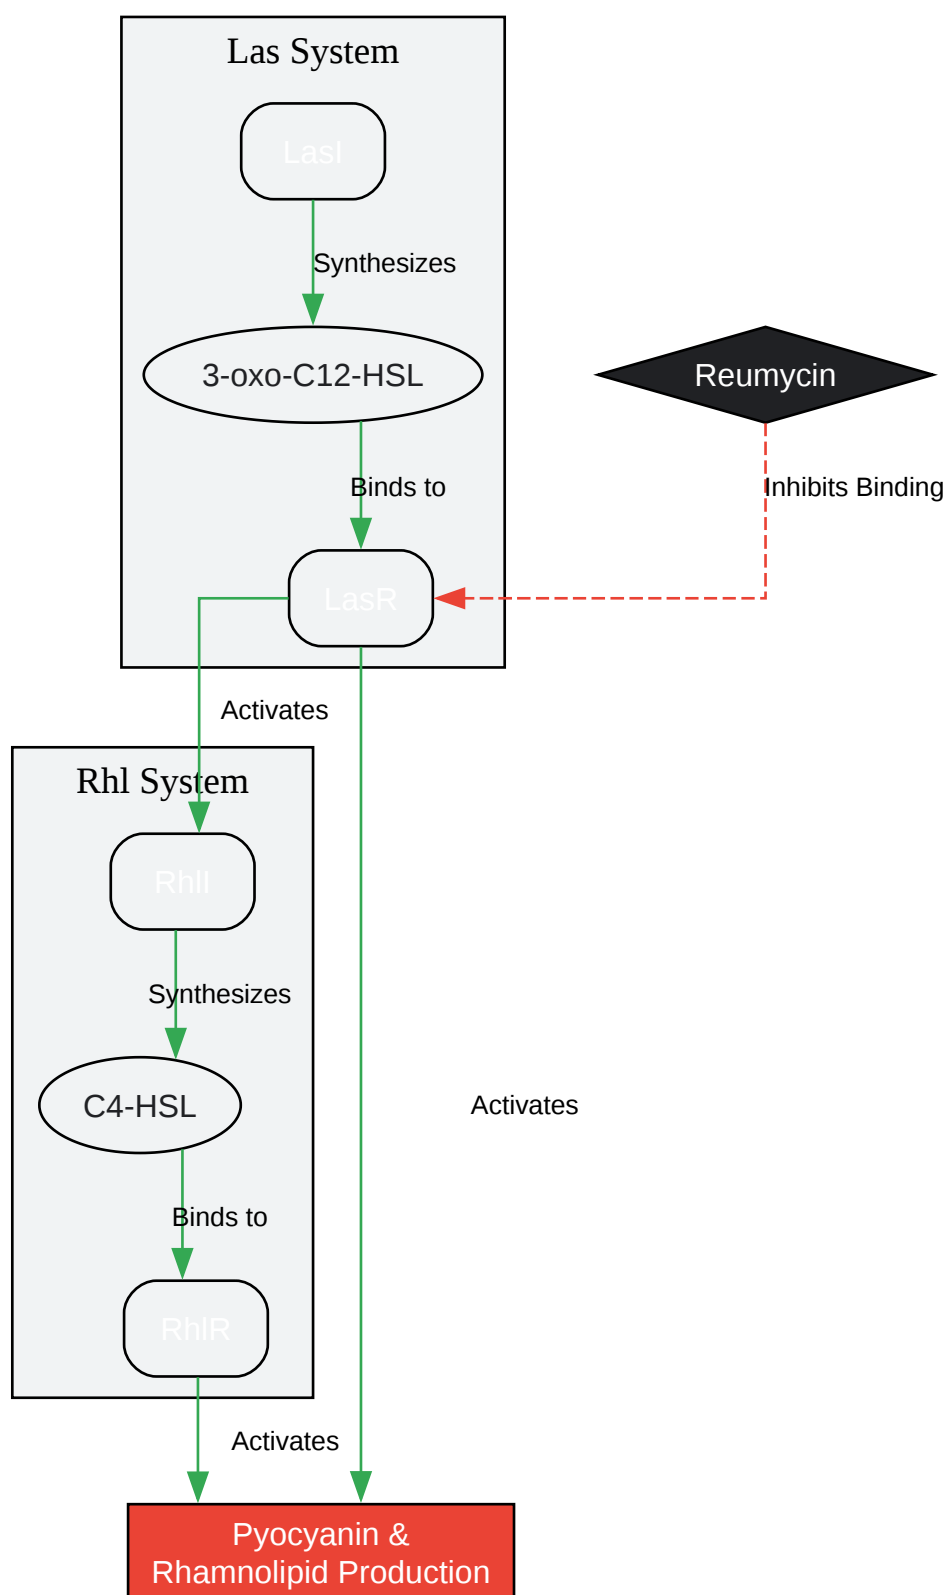 Las System
LasI
Synthesizes
3-oxo-C12-HSL
Reumycin
Binds to
Inhibits Binding
LasR
Activates
Rhl System
RhlI
Synthesizes
C4-HSL
Activates
Binds to
RhlR
Activates
Pyocyanin &
Rhamnolipid Production